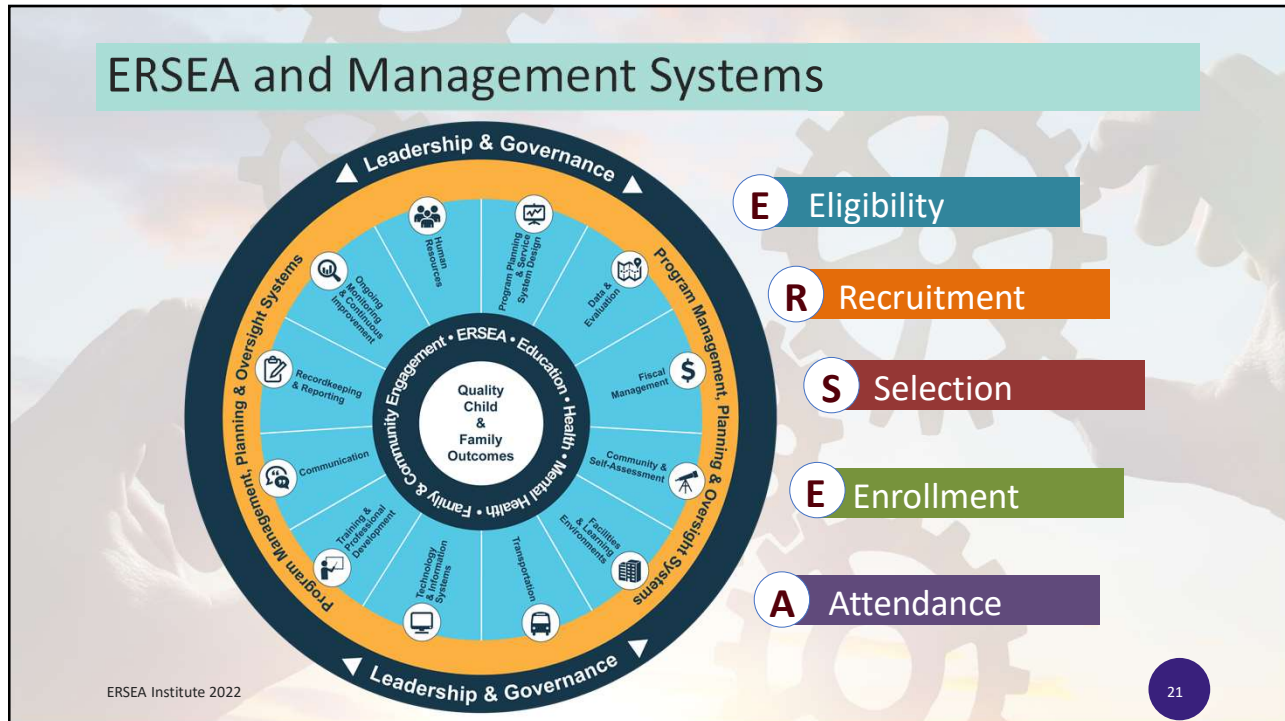 ERSEA and Management Systems
Leadership & Governance
Program Management, Planning & Oversight Systems
Program Management, Planning & Oversight Systems
Human
Resources
Program Planning
& Service
System Design
Data &
Evaluation
Fiscal
Management
$
Community &
Self-Assessment
Facilities
& Learning
Environments
Transportation
Technology
& Information
Systems
Training &
Professional
Development
Communication
Recordkeeping
& Reporting
Ongoing
Monitoring
& Continuous
Improvement
Family & Community Engagement • ERSEA • Education • Health • Mental Health •
Quality
Child
&
Family
Outcomes
Leadership & Governance
E Eligibility
R Recruitment
S Selection
E Enrollment
A Attendance
ERSEA Institute 2022
21